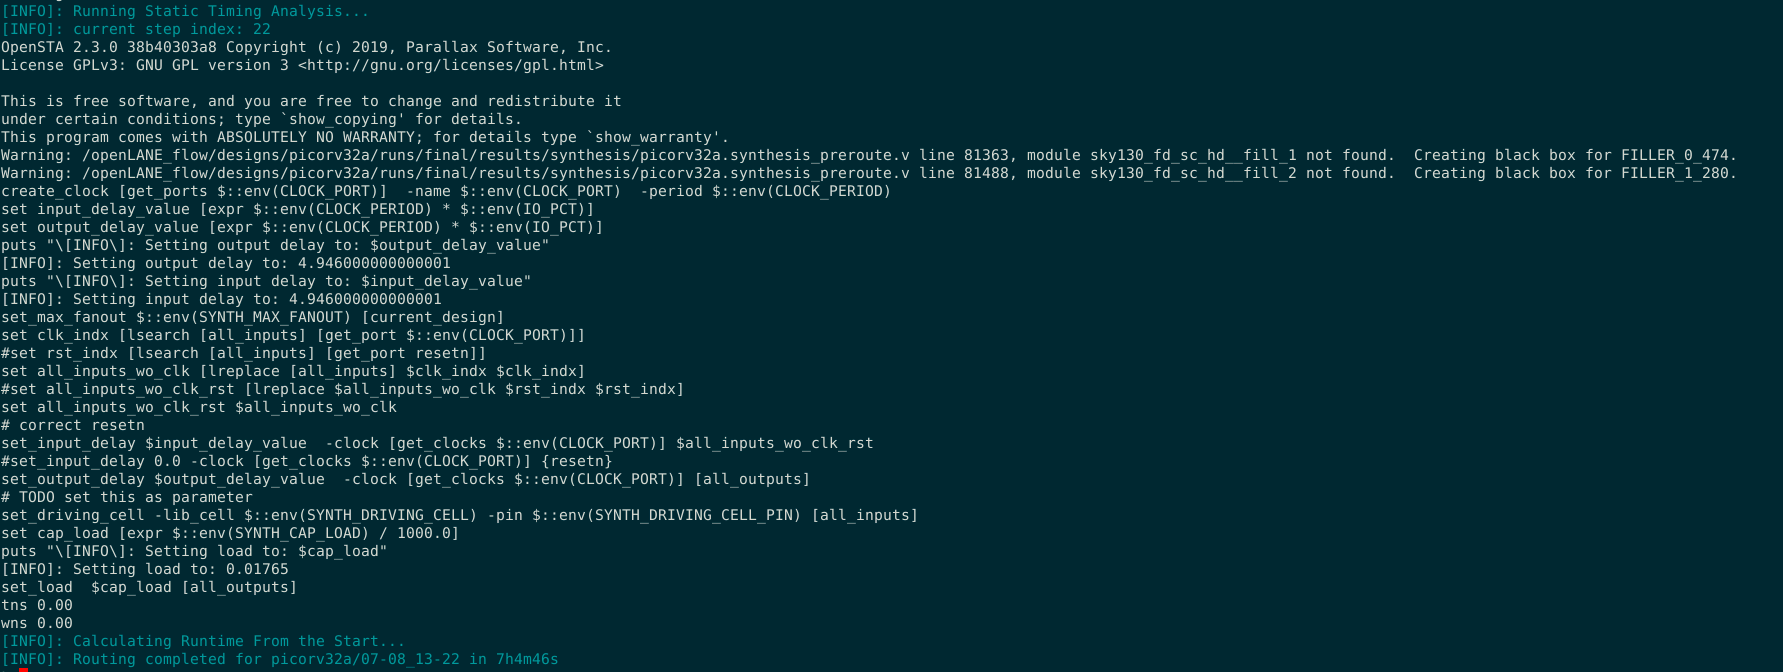 [INFO]: Running Static Timing Analysis...
[INFO]: current step index: 22
OpenSTA 2.3.0 38b40303a8 Copyright (c) 2019, Parallax Software, Inc.
License GPLv3: GNU GPL version 3 <http://gnu.org/licenses/gpl.html>

This is free software, and you are free to change and redistribute it
under certain conditions; type `show_copying' for details.
This program comes with ABSOLUTELY NO WARRANTY; for details type `show_warranty'.
Warning: /openLANE_flow/designs/picorv32a/runs/final/results/synthesis/picorv32a.synthesis_preroute.v line 81363, module sky130_fd_sc_hd__fill_1 not found.  Creating black box for FILLER_0_474.
Warning: /openLANE_flow/designs/picorv32a/runs/final/results/synthesis/picorv32a.synthesis_preroute.v line 81488, module sky130_fd_sc_hd__fill_2 not found.  Creating black box for FILLER_1_280.
create_clock [get_ports $::env(CLOCK_PORT)]  -name $::env(CLOCK_PORT)  -period $::env(CLOCK_PERIOD)
set input_delay_value [expr $::env(CLOCK_PERIOD) * $::env(IO_PCT)]
set output_delay_value [expr $::env(CLOCK_PERIOD) * $::env(IO_PCT)]
puts "\[INFO\]: Setting output delay to: $output_delay_value"
[INFO]: Setting output delay to: 4.946000000000001
puts "\[INFO\]: Setting input delay to: $input_delay_value"
[INFO]: Setting input delay to: 4.946000000000001
set_max_fanout $::env(SYNTH_MAX_FANOUT) [current_design]
set clk_indx [lsearch [all_inputs] [get_port $::env(CLOCK_PORT)]]
#set rst_indx [lsearch [all_inputs] [get_port resetn]]
set all_inputs_wo_clk [lreplace [all_inputs] $clk_indx $clk_indx]
#set all_inputs_wo_clk_rst [lreplace $all_inputs_wo_clk $rst_indx $rst_indx]
set all_inputs_wo_clk_rst $all_inputs_wo_clk
# correct resetn
set_input_delay $input_delay_value  -clock [get_clocks $::env(CLOCK_PORT)] $all_inputs_wo_clk_rst
#set_input_delay 0.0 -clock [get_clocks $::env(CLOCK_PORT)] {resetn}
set_output_delay $output_delay_value  -clock [get_clocks $::env(CLOCK_PORT)] [all_outputs]
# TODO set this as parameter
set_driving_cell -lib_cell $::env(SYNTH_DRIVING_CELL) -pin $::env(SYNTH_DRIVING_CELL_PIN) [all_inputs]
set cap_load [expr $::env(SYNTH_CAP_LOAD) / 1000.0]
puts "\[INFO\]: Setting load to: $cap_load"
[INFO]: Setting load to: 0.01765
set_load  $cap_load [all_outputs]
tns 0.00
wns 0.00
[INFO]: Calculating Runtime From the Start...
[INFO]: Routing completed for picorv32a/07-08_13-22 in 7h4m46s